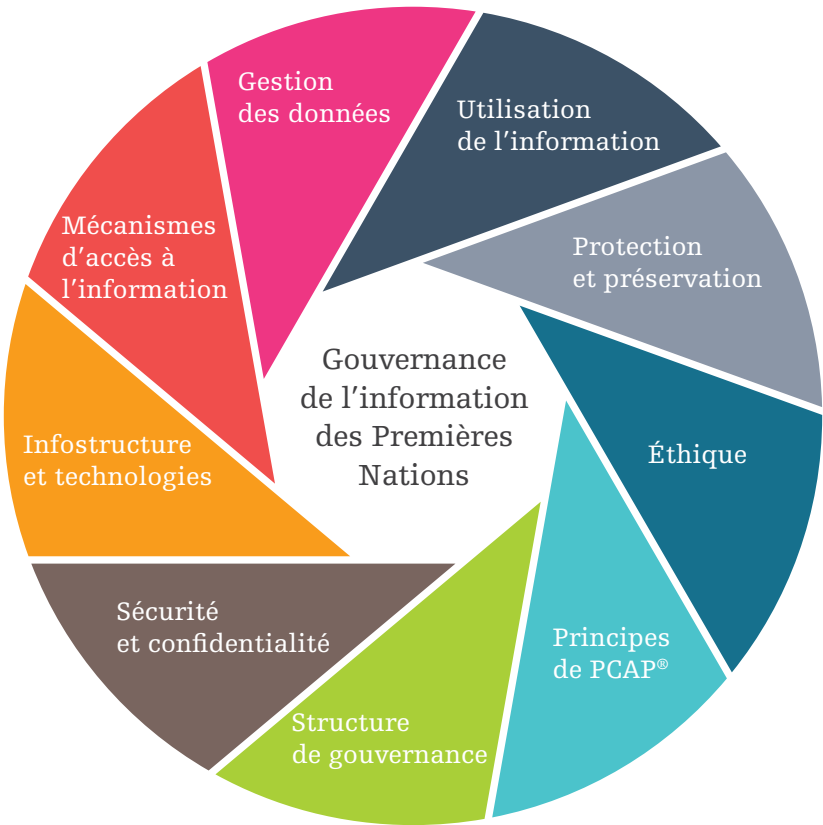 Gestion
des données
Utilisation
de l’information
Protection
et préservation
Éthique
Principes
de PCAP®
Structure
de gouvernance
Sécurité
et confidentialité
Infostructure
et technologies
Mécanismes
d’accès à
l’information
Gouvernance
de l’information
des Premières
Nations